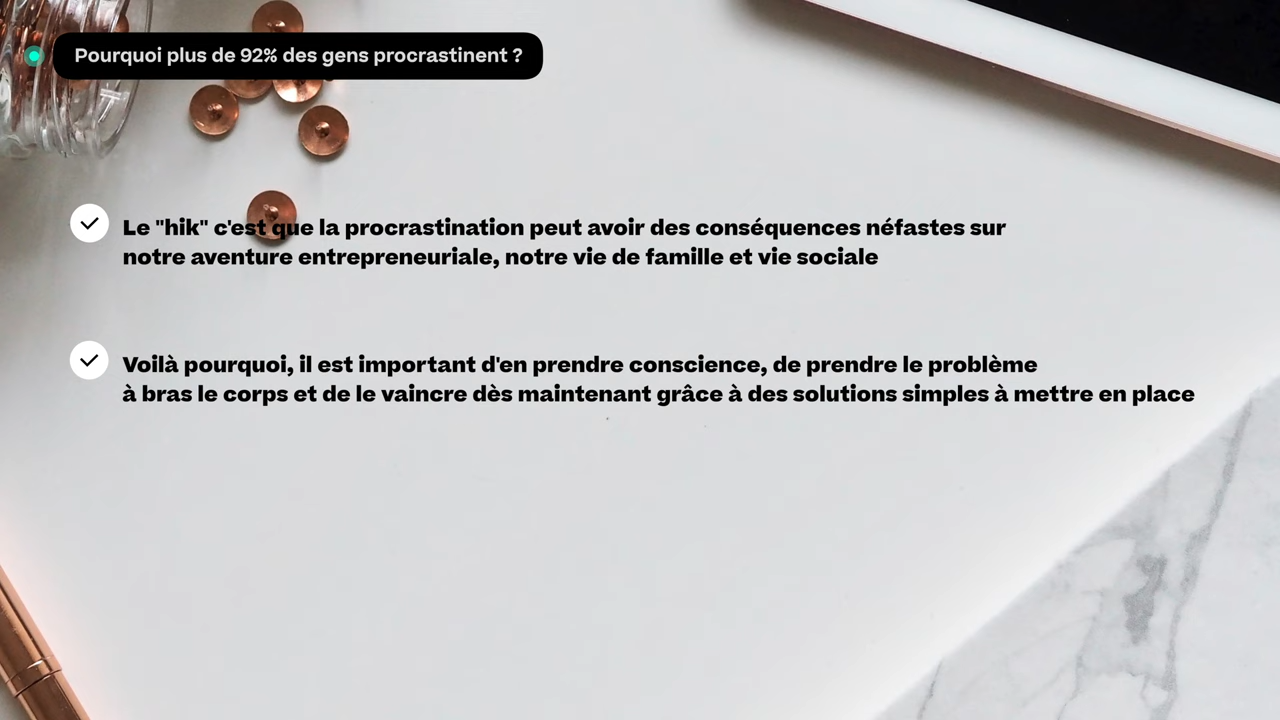 Pourquoi plus de 92% des gens procrastinent ?
Le "hik" c'est que la procrastination peut avoir des conséquences néfastes sur
notre aventure entrepreneuriale, notre vie de famille et vie sociale
Voilà pourquoi, il est important d'en prendre conscience, de prendre le problème
à bras le corps et de le vaincre dès maintenant grâce à des solutions simples à mettre en place